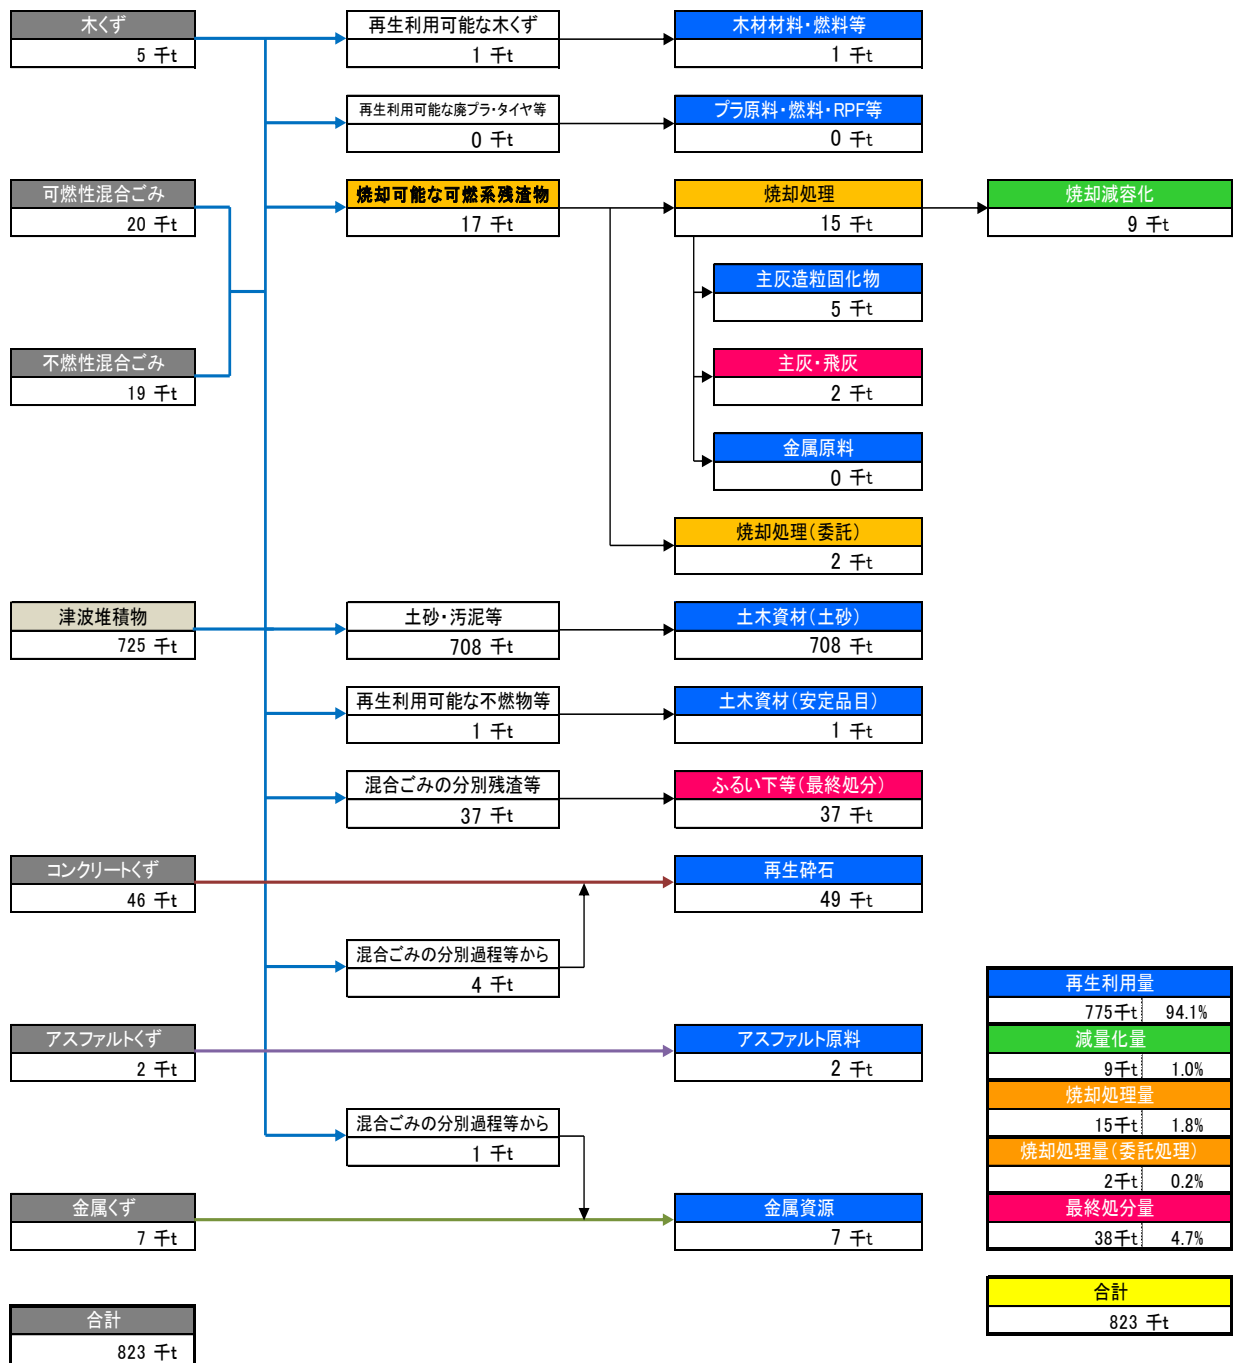 木くず
5 千t
再生利用可能な木くず
1 千t
木材材料・燃料等
1 千t
再生利用可能な廃プラ・タイヤ等
0 千t
プラ原料・燃料・RPF等
0 千t
可燃性混合ごみ
20 千t
焼却可能な可燃系残渣物
17 千t
焼却処理
15 千t
焼却減容化
9 千t
主灰造粒固化物
5 千t
不燃性混合ごみ
19 千t
主灰・飛灰
2 千t
金属原料
0 千t
焼却処理(委託)
2 千t
津波堆積物
725 千t
土砂・汚泥等
708 千t
土木資材(土砂)
708 千t
再生利用可能な不燃物等
1 千t
土木資材(安定品目)
1 千t
混合ごみの分別残渣等
37 千t
ふるい下等(最終処分)
37 千t
コンクリートくず
46 千t
再生砕石
49 千t
混合ごみの分別過程等から
4 千t
アスファルトくず
2 千t
アスファルト原料
2 千t
混合ごみの分別過程等から
1 千t
金属くず
7 千t
金属資源
7 千t
合計
823 千t
再生利用量
775千t 94.1%
減量化量
9千t 1.0%
焼却処理量
15千t 1.8%
焼却処理量(委託処理)
2千t 0.2%
最終処分量
38千t 4.7%
合計
823 千t